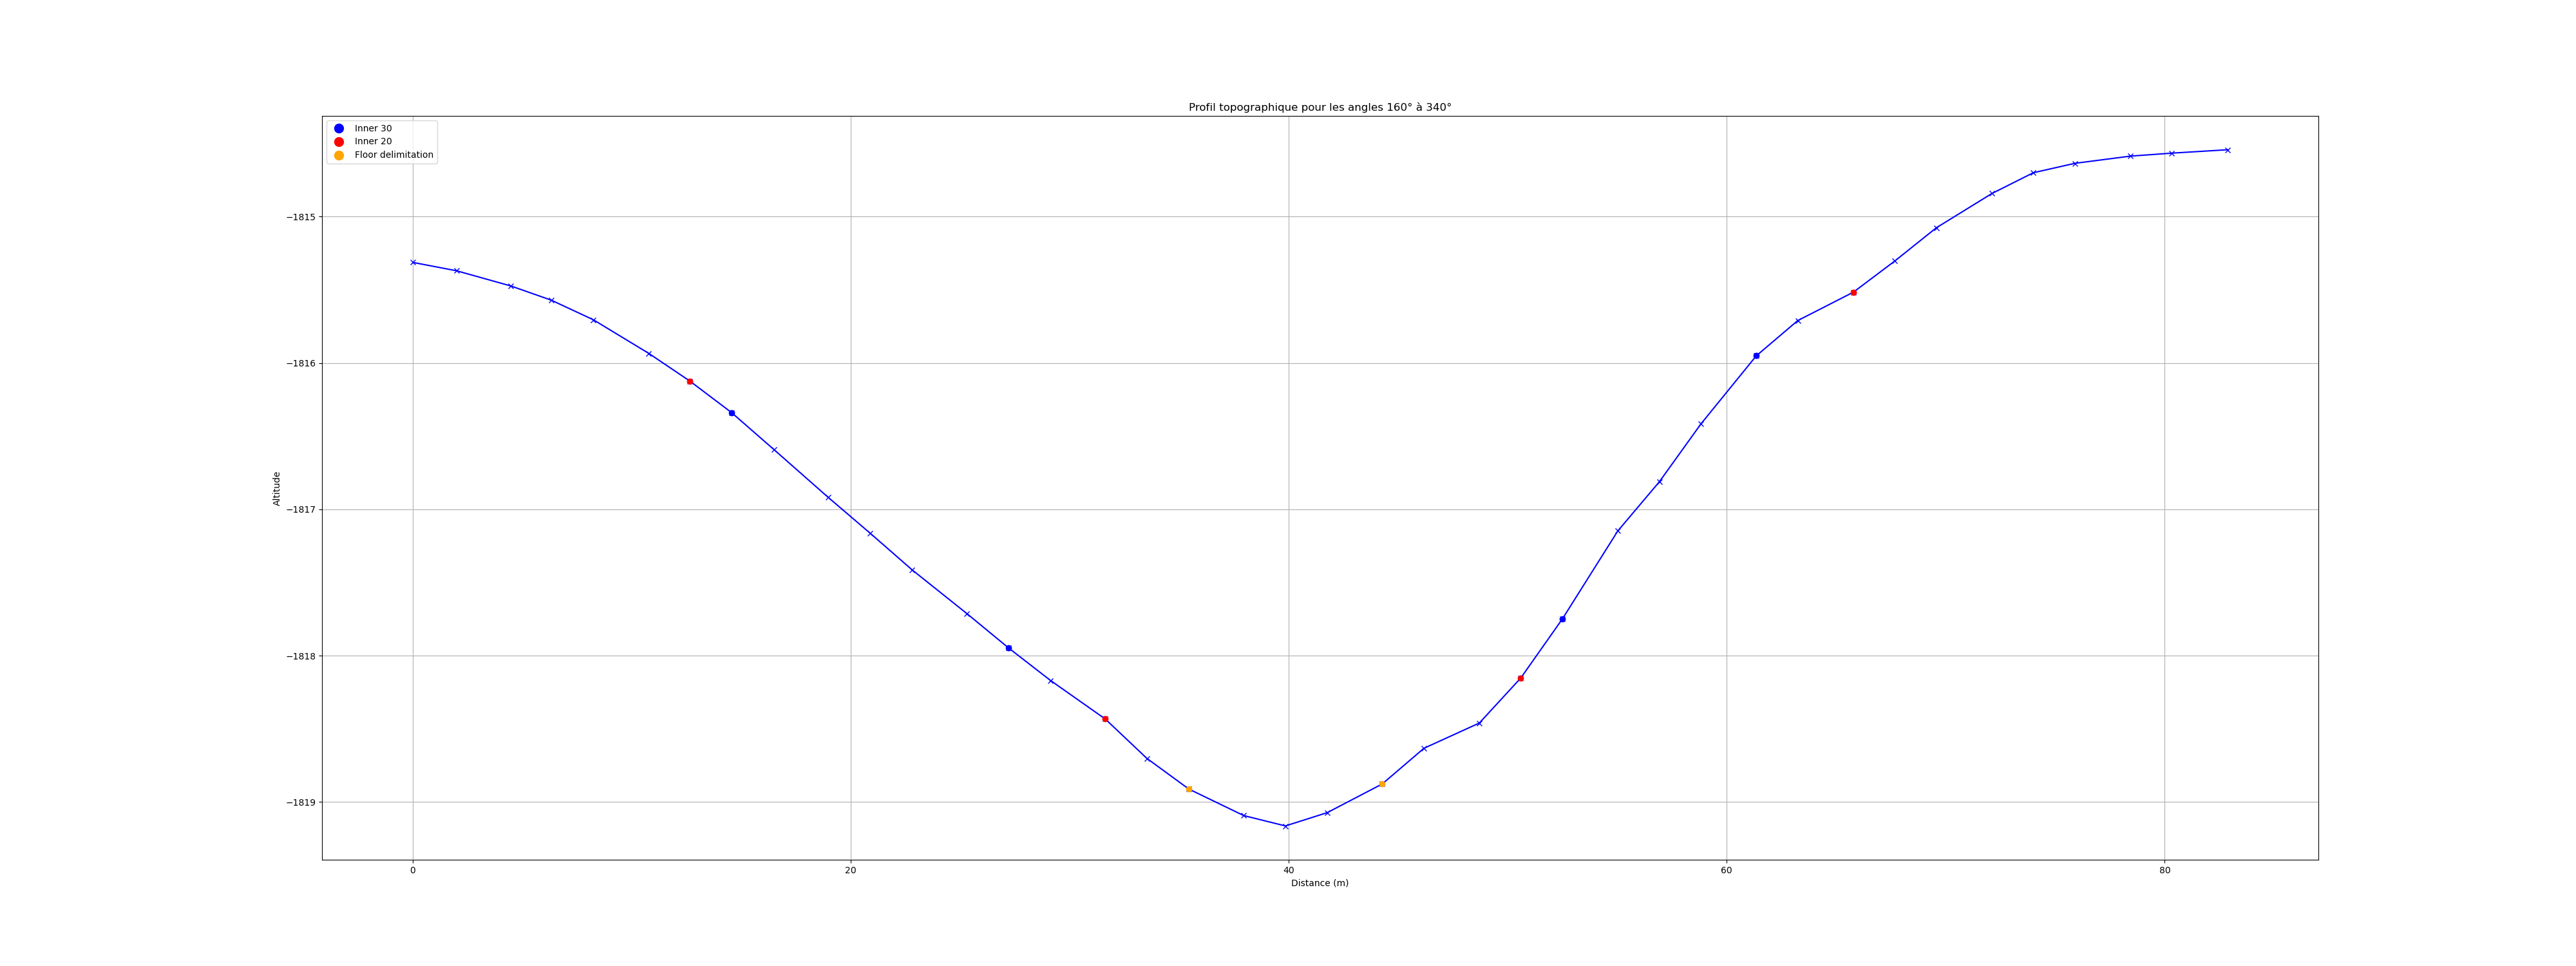 Profil topographique pour les angles 160° à 340°
Inner 30
Inner 20
Floor delimitation
Altitude
−1815
−1816
−1817
−1818
−1819
0 20 40 60 80
Distance (m)